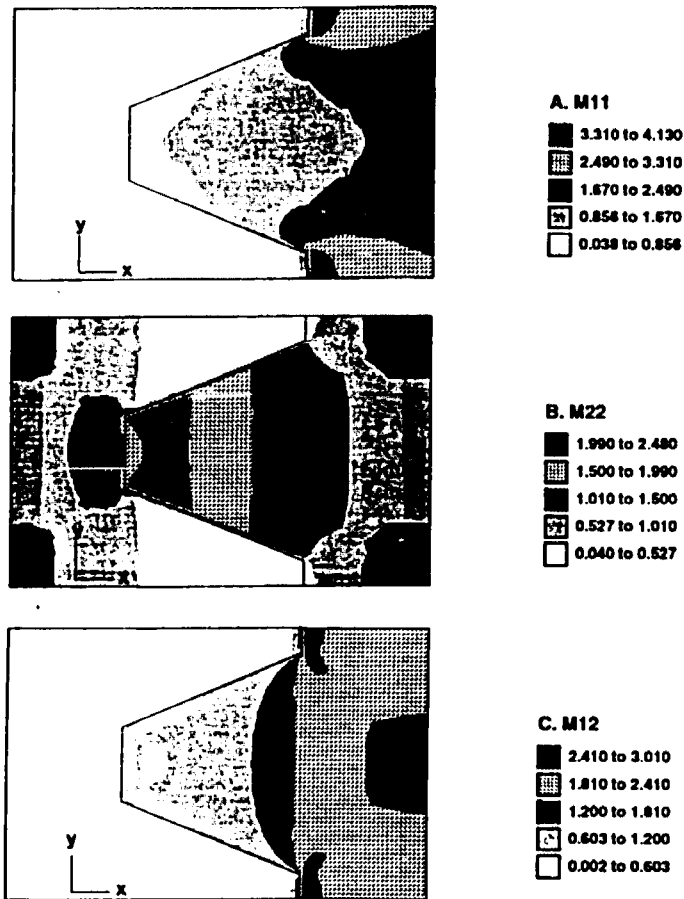 A. M11
3.310 to 4.130
2.490 to 3.310
1.670 to 2.490
0.856 to 1.670
0.038 to 0.856
y
x
B. M22
1.990 to 2.480
1.500 to 1.990
1.010 to 1.500
0.527 to 1.010
0.040 to 0.527
x
C. M12
2.410 to 3.010
1.810 to 2.410
1.200 to 1.810
0.603 to 1.200
0.002 to 0.603
y
x